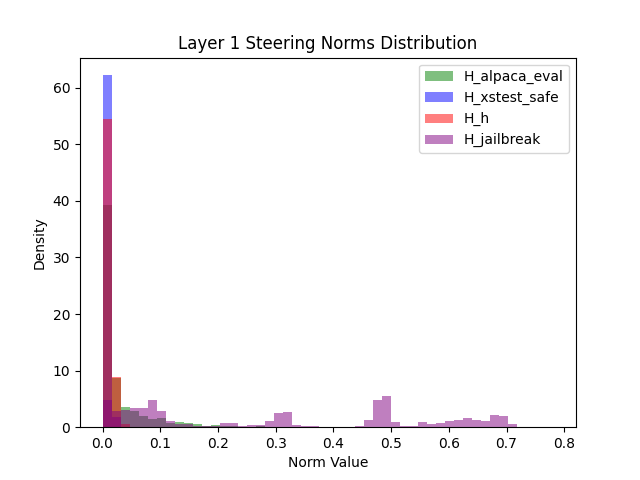 Layer 1 Steering Norms Distribution
H_alpaca_eval
H_xstest_safe
H_h
H_jailbreak
Density
60
50
40
30
20
10
0
0.0 0.1 0.2 0.3 0.4 0.5 0.6 0.7 0.8
Norm Value